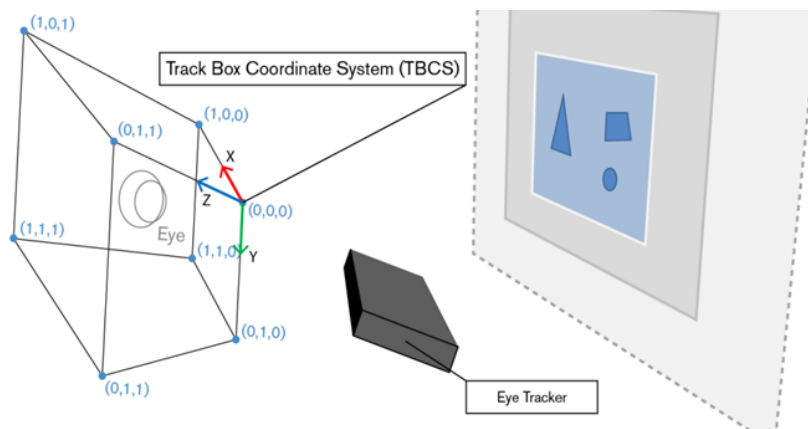 (1,0,1)
Track Box Coordinate System (TBCS)
(1,0,0)
(0,1,1)
X
Z
(0,0,0)
Eye
(1,1,1)
(1,1,0)
Y
(0,1,0)
(0,1,1)
Eye Tracker